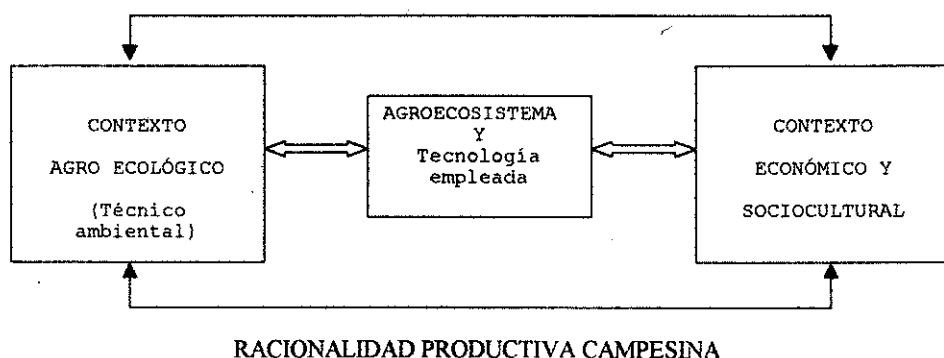 CONTEXTO
AGRO ECOLÓGICO
(Técnico
ambiental)
AGROECOSISTEMA
Y
Tecnología
empleada
CONTEXTO
ECONÓMICO Y
SOCIOCULTURAL
RACIONALIDAD PRODUCTIVA CAMPESINA